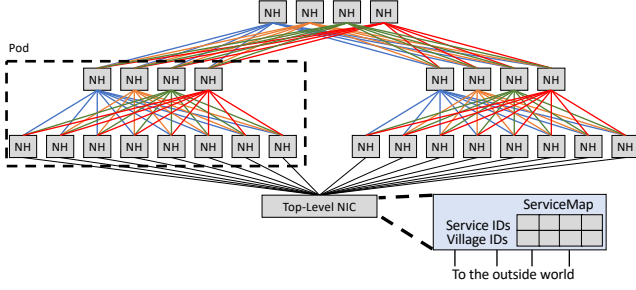 NH NH NH NH
Pod
NH NH NH NH NH NH NH NH
NH NH NH NH NH NH NH NH NH NH NH NH NH NH NH NH
Top-Level NIC
ServiceMap
Service IDs
Village IDs
To the outside world